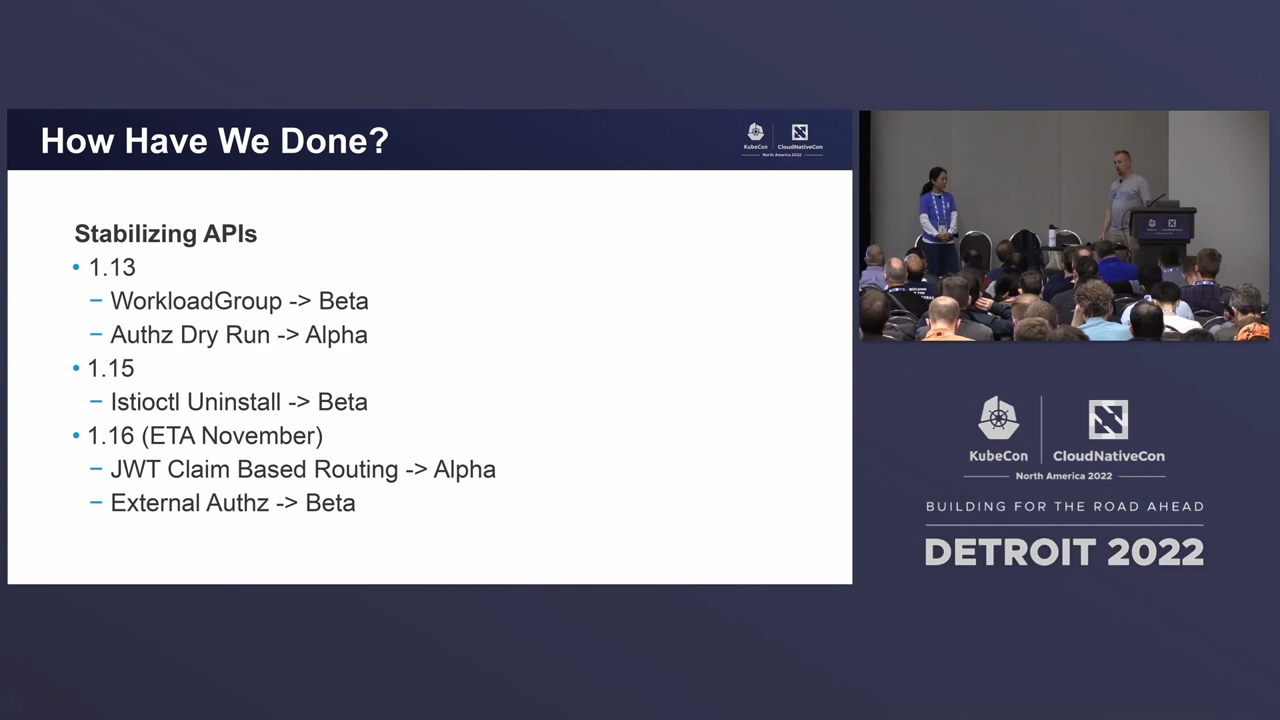 How Have We Done?
KubeCon
CloudNativeCon
North America 2022
Stabilizing APIs
• 1.13
– WorkloadGroup -> Beta
– Authz Dry Run -> Alpha
• 1.15
– Istioctl Uninstall -> Beta
• 1.16 (ETA November)
– JWT Claim Based Routing -> Alpha
– External Authz -> Beta
KubeCon
CloudNativeCon
North America 2022
BUILDING FOR THE ROAD AHEAD
DETROIT 2022